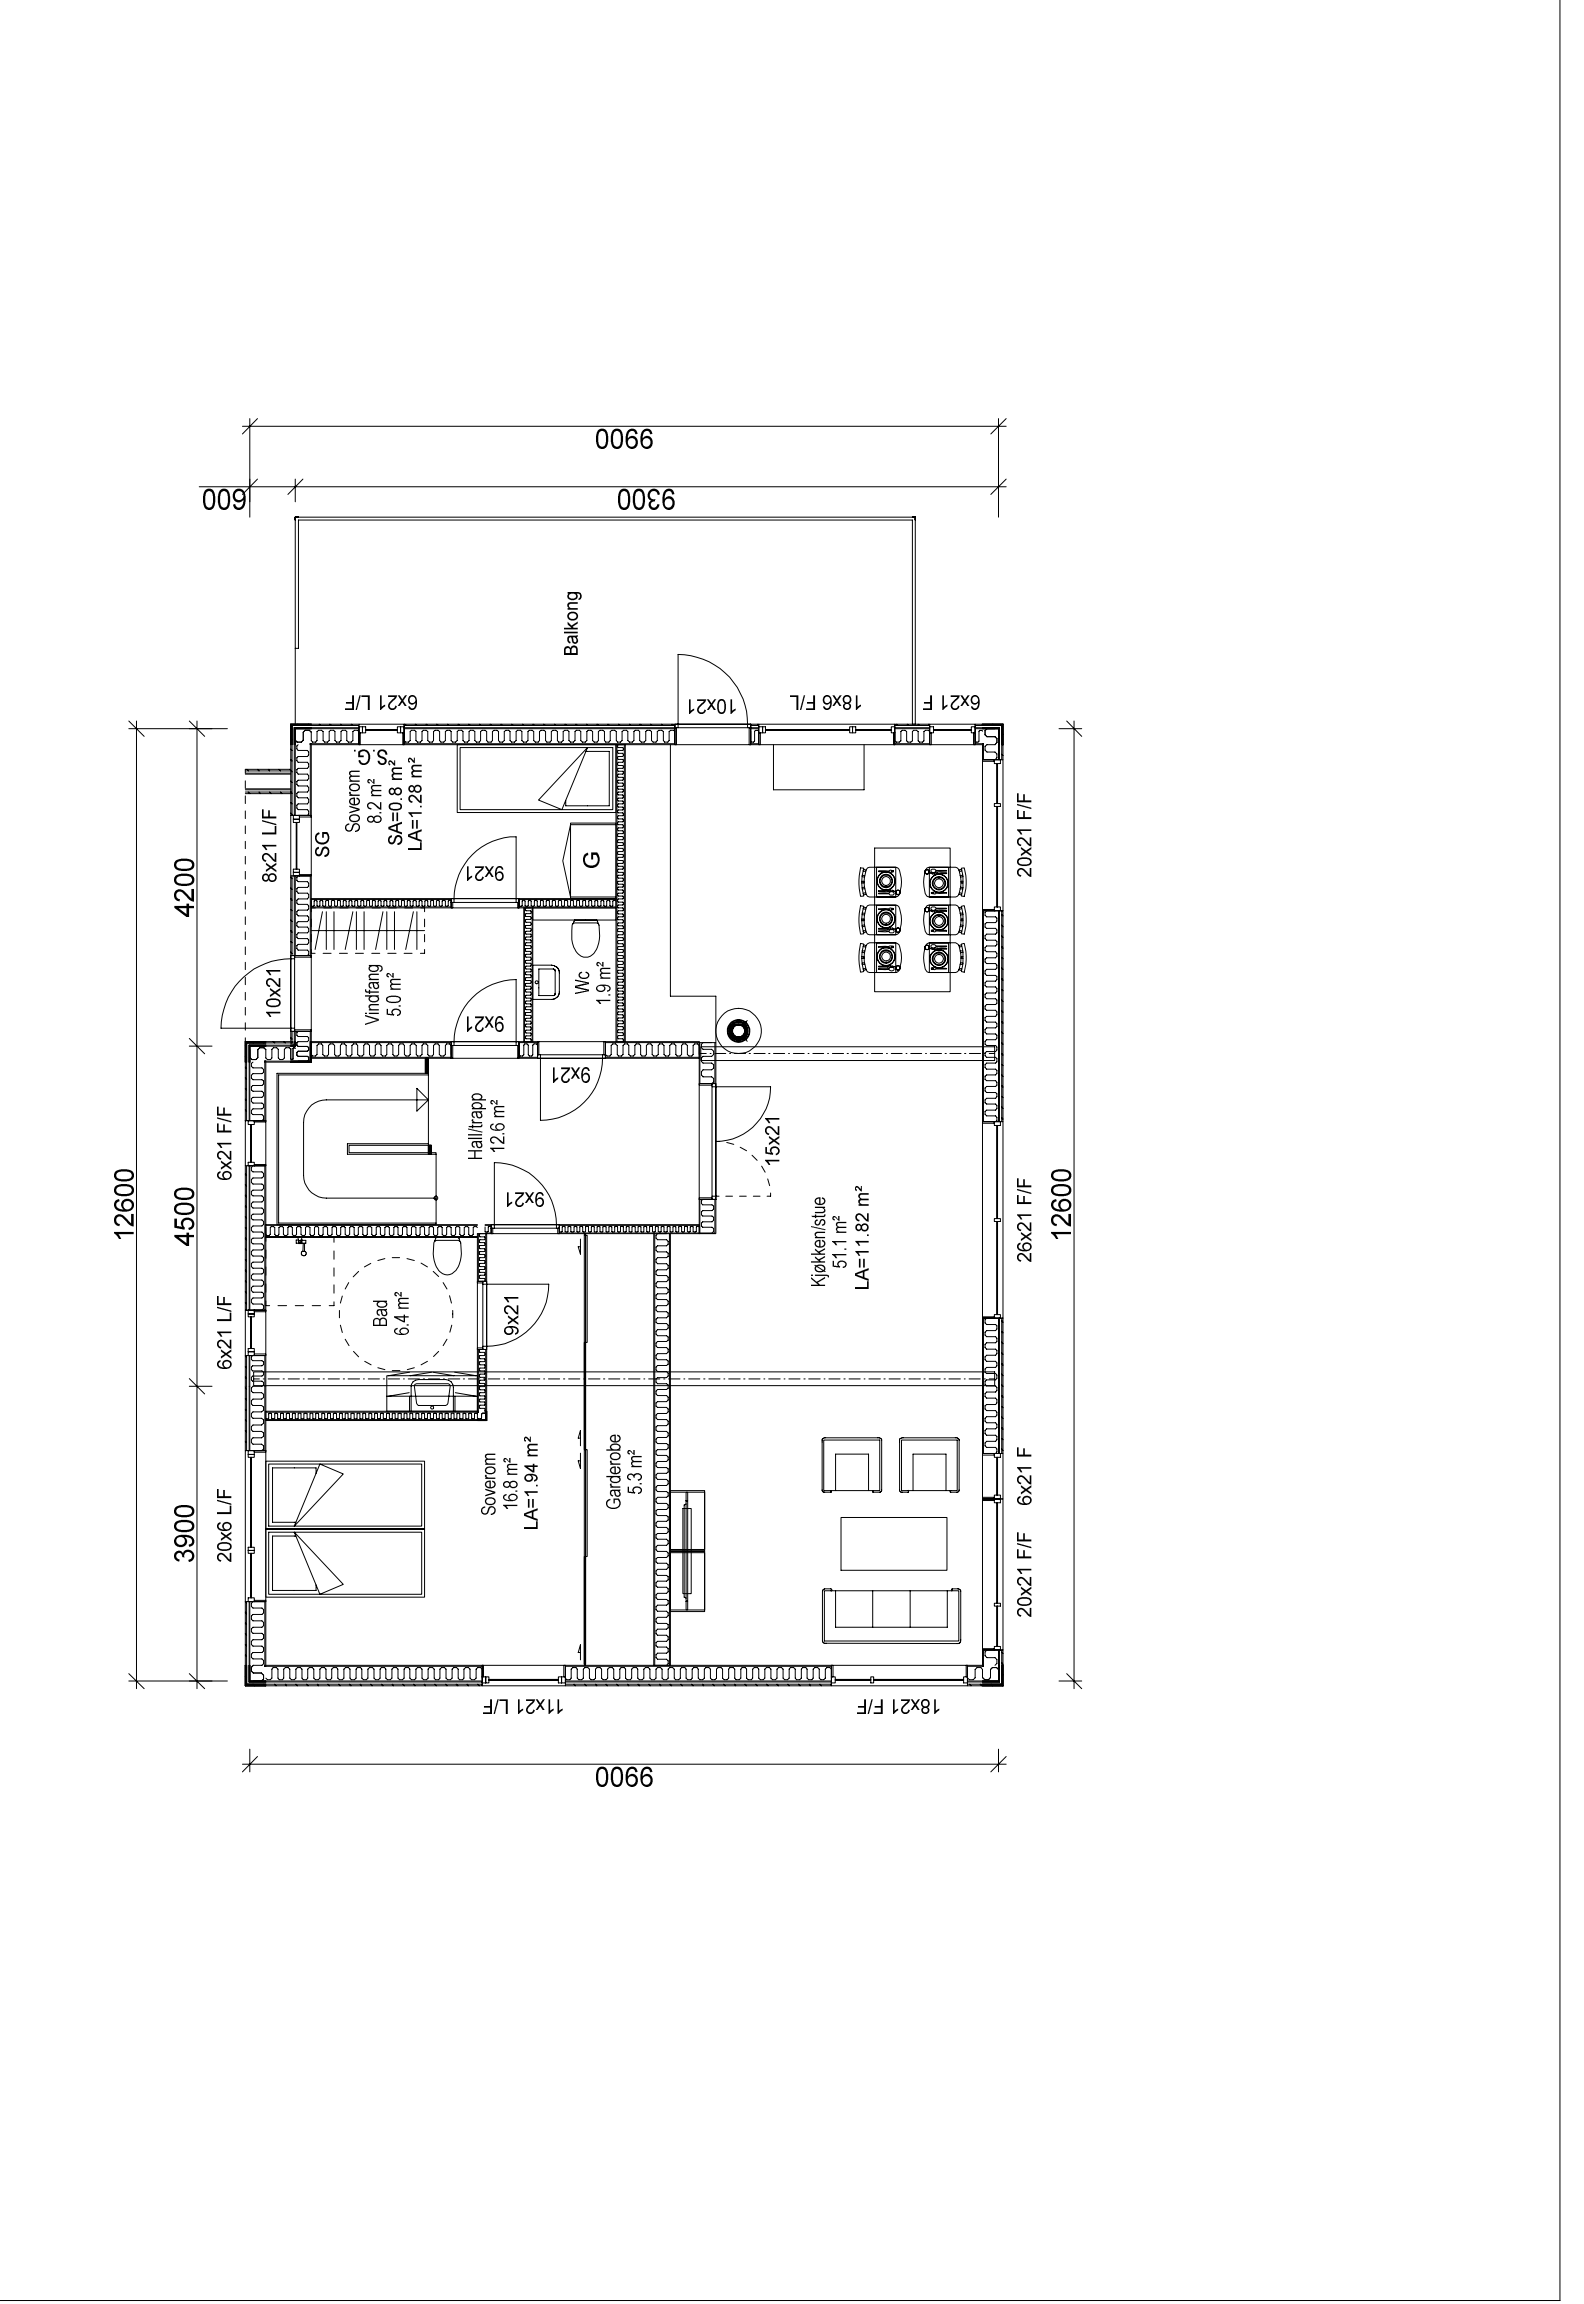 9900
600
9300
Balkong
6x21 L/F
10x21
18x6 F/L
6x21 F
12600
4200
4500
3900
8x21 L/F
SG
S.G.
Soverom
8.2 m²
SA=0.8 m²
LA=1.28 m²
G
9x21
20x21 F/F
10x21
Vindfang
5.0 m²
9x21
Wc
1.9 m²
9x21
6x21 F/F
Hall/trapp
12.6 m²
9x21
15x21
Kjøkken/stue
51.1 m²
LA=11.82 m²
26x21 F/F
12600
6x21 L/F
Bad
6.4 m²
9x21
20x6 L/F
Soverom
16.8 m²
LA=1.94 m²
Garderobe
5.3 m²
6x21 F
20x21 F/F
11x21 L/F
18x21 F/F
9900